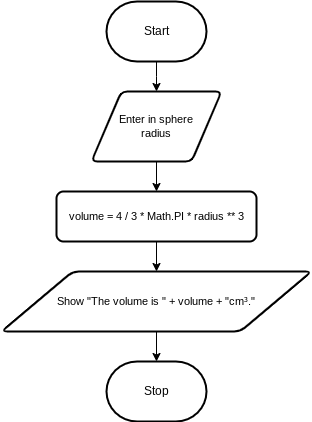 Start
Enter in sphere
radius
volume = 4 / 3 * Math.PI * radius ** 3
Show "The volume is " + volume + "cm³."
Stop